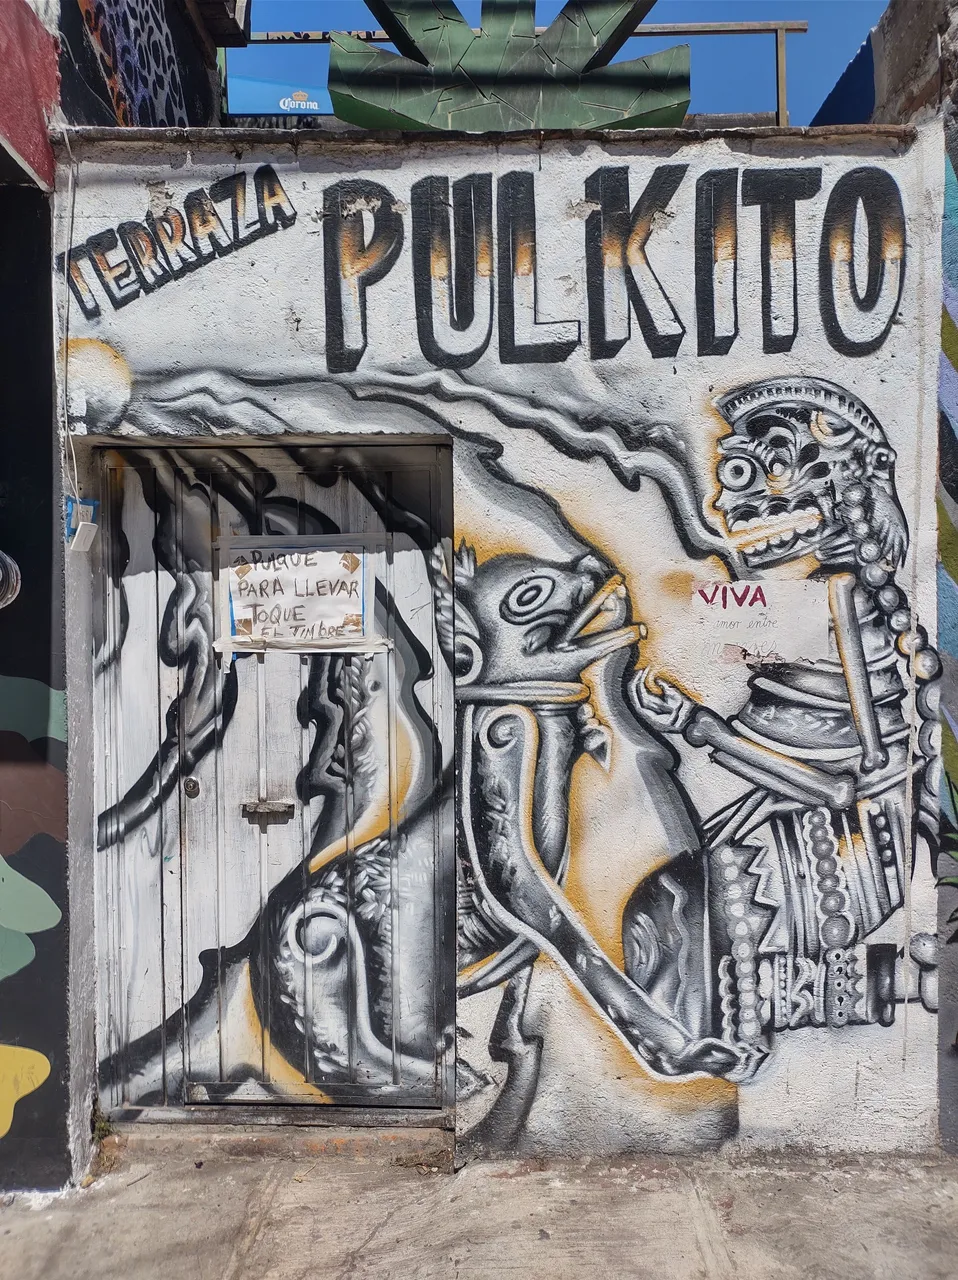 Corona
TERRAZA
PULKITO
PULQUE
PARA LLEVAR
TOQUE
EL TIMBRE
VIVA
amor entre